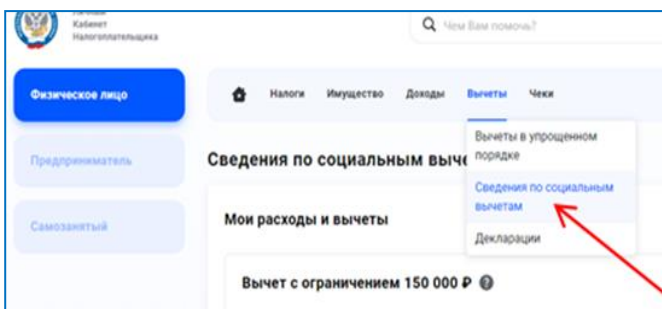 Личный
Кабинет
Налогоплательщика
Чем Вам помочь?
Физическое лицо
Налоги Имущество Доходы Вычеты Чеки
Вычеты в упрощенном
порядке
Предприниматель
Сведения по социальным выче
Сведения по социальным
вычетам
Самозанятый
Мои расходы и вычеты
Декларации
Вычет с ограничением 150 000 ₽ ?